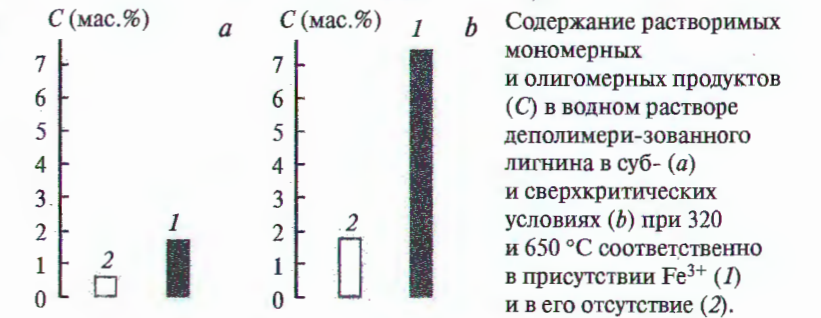 C (мас.%)
a
7
6
5
4
3
2
1
0
2
1
C (мас.%)
b
7
6
5
4
3
2
1
0
2
1
Содержание растворимых
мономерных
и олигомерных продуктов
(C) в водном растворе
деполимери-зованного
лигнина в суб- (a)
и сверхкритических
условиях (b) при 320
и 650 °C соответственно
в присутствии Fe³⁺ (1)
и в его отсутствие (2).